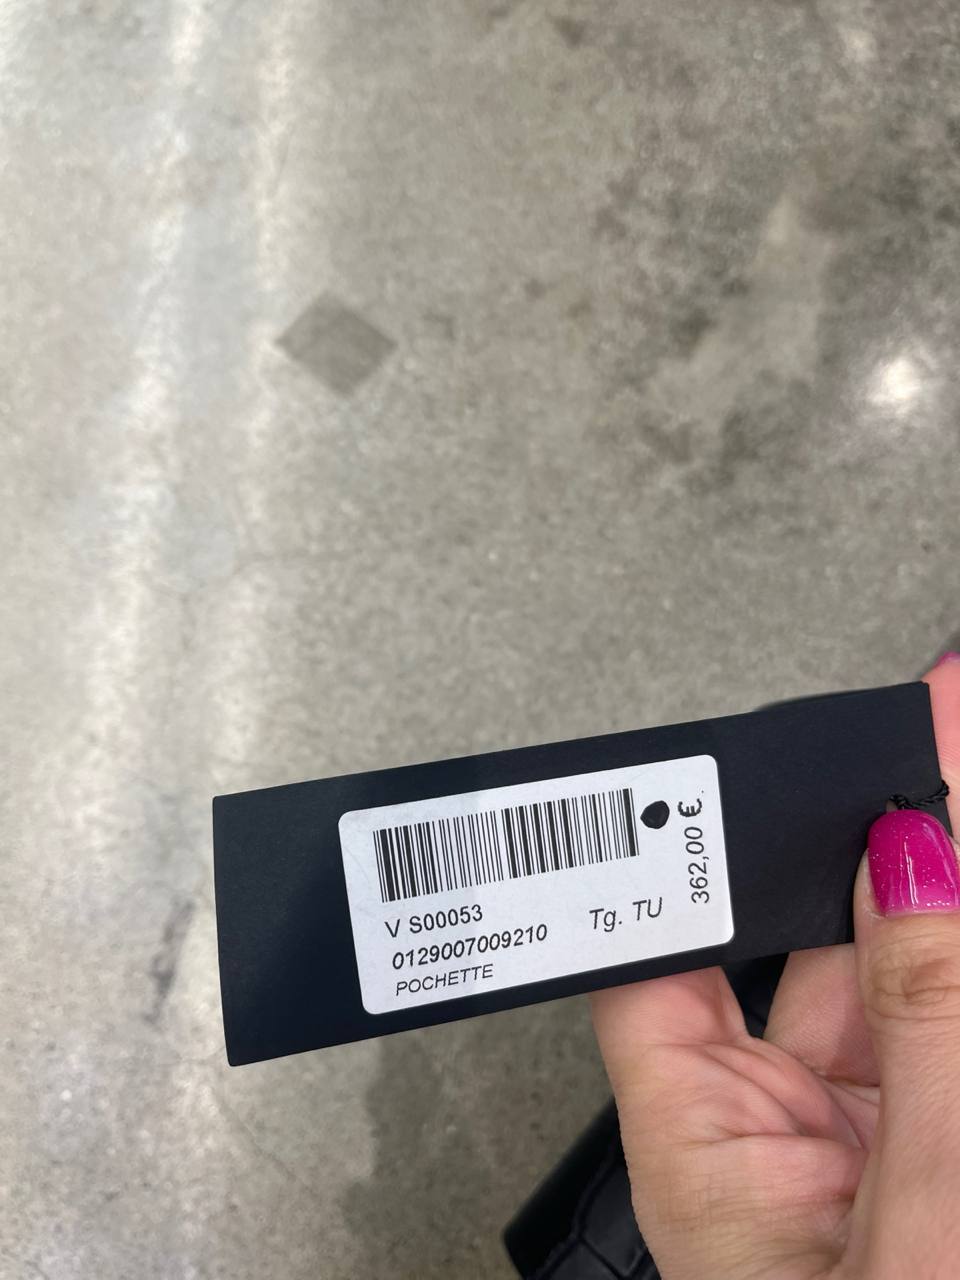 V S00053
0129007009210
POCHETTE
Tg. TU
362,00 €.